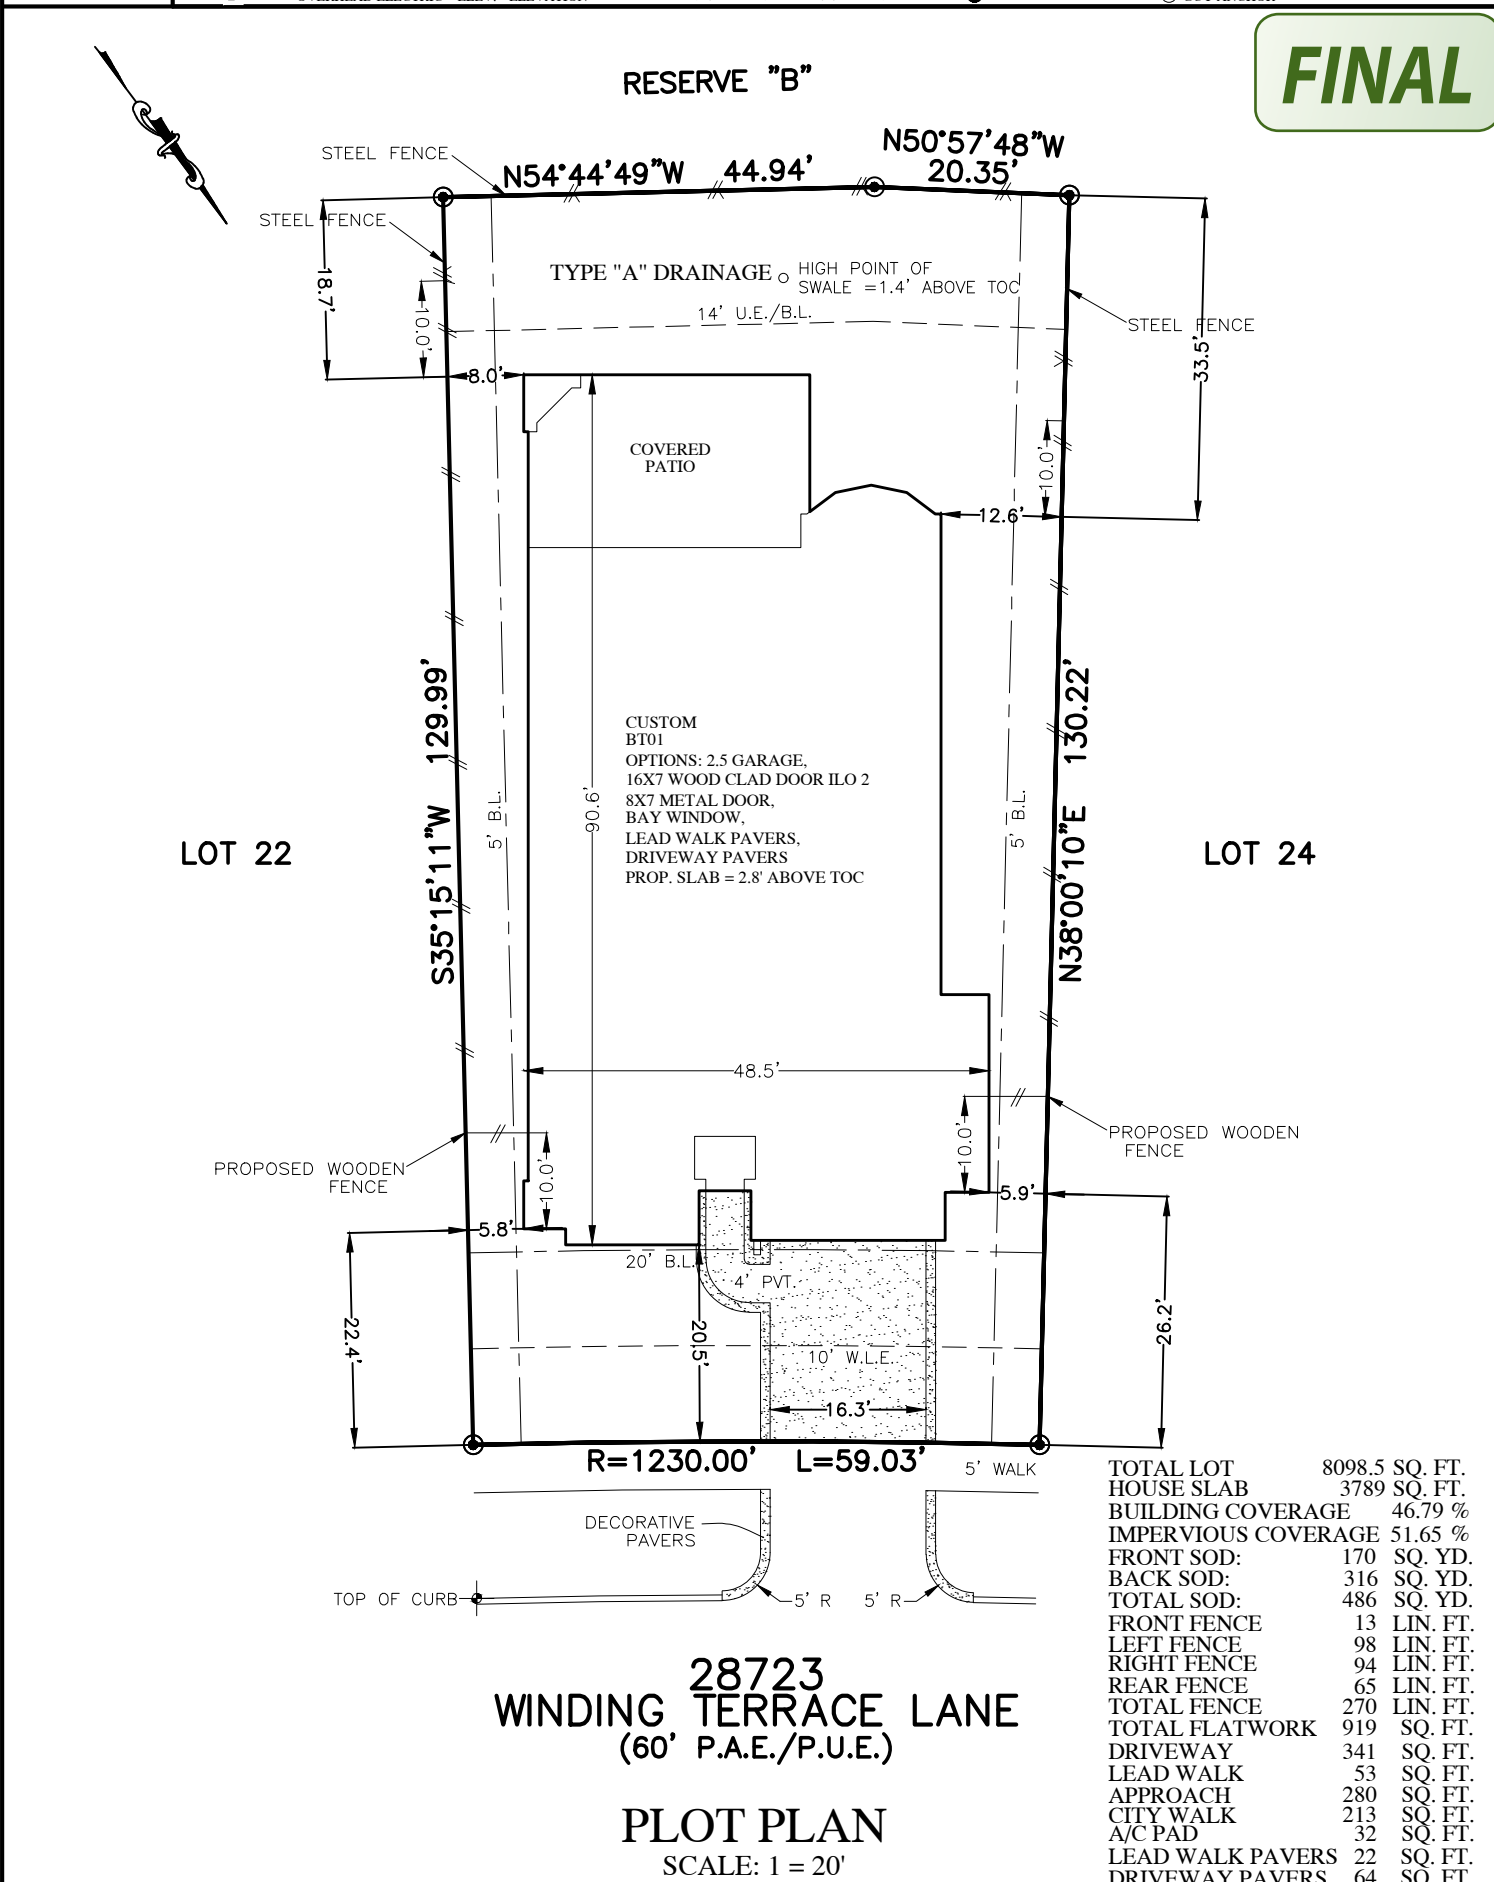 FINAL
RESERVE "B"
N50°57'48"W
20.35'
STEEL FENCE
N54°44'49"W 44.94'
STEEL FENCE
18.7'
10.0'
TYPE "A" DRAINAGE
HIGH POINT OF
SWALE =1.4' ABOVE TOC
14' U.E./B.L.
STEEL FENCE
33.5'
8.0'
COVERED
PATIO
10.0'
12.6'
S35°15'11"W 129.99'
N38°00'10"E 130.22'
CUSTOM
BT01
OPTIONS: 2.5 GARAGE,
16X7 WOOD CLAD DOOR ILO 2
8X7 METAL DOOR,
BAY WINDOW,
LEAD WALK PAVERS,
DRIVEWAY PAVERS
PROP. SLAB = 2.8' ABOVE TOC
90.6'
5' B.L.
5' B.L.
LOT 22
LOT 24
48.5'
PROPOSED WOODEN
FENCE
10.0'
10.0'
PROPOSED WOODEN
FENCE
5.8'
5.9'
20' B.L.
4' PVT.
22.4'
20.5'
10' W.L.E.
26.2'
16.3'
R=1230.00' L=59.03'
5' WALK
DECORATIVE
PAVERS
TOP OF CURB
5' R
5' R
28723
WINDING TERRACE LANE
(60' P.A.E./P.U.E.)
PLOT PLAN
SCALE: 1 = 20'
TOTAL LOT 8098.5 SQ. FT.
HOUSE SLAB 3789 SQ. FT.
BUILDING COVERAGE 46.79 %
IMPERVIOUS COVERAGE 51.65 %
FRONT SOD: 170 SQ. YD.
BACK SOD: 316 SQ. YD.
TOTAL SOD: 486 SQ. YD.
FRONT FENCE 13 LIN. FT.
LEFT FENCE 98 LIN. FT.
RIGHT FENCE 94 LIN. FT.
REAR FENCE 65 LIN. FT.
TOTAL FENCE 270 LIN. FT.
TOTAL FLATWORK 919 SQ. FT.
DRIVEWAY 341 SQ. FT.
LEAD WALK 53 SQ. FT.
APPROACH 280 SQ. FT.
CITY WALK 213 SQ. FT.
A/C PAD 32 SQ. FT.
LEAD WALK PAVERS 22 SQ. FT.
DRIVEWAY PAVERS 64 SQ. FT.